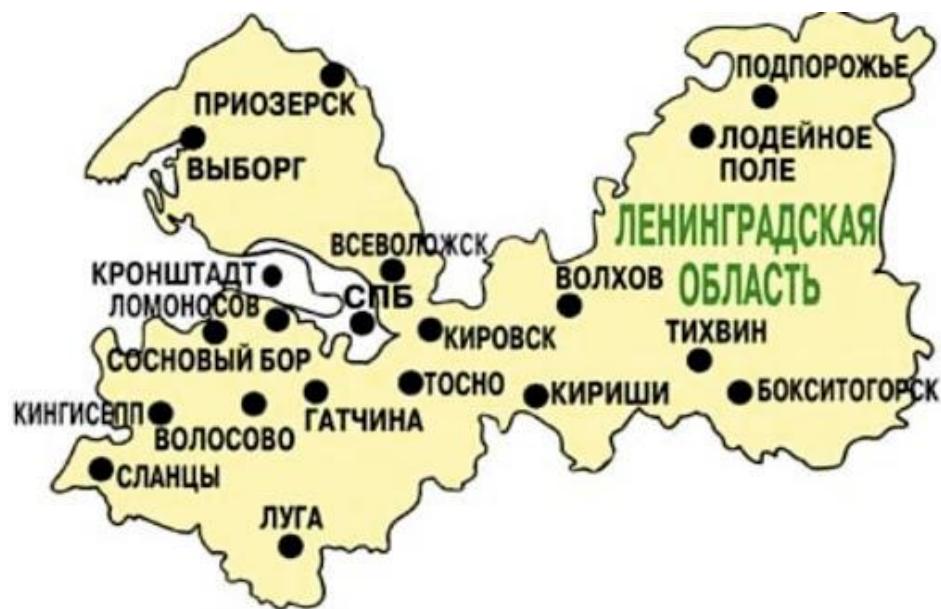 ПОДПОРОЖЬЕ
ПРИОЗЕРСК
ЛОДЕЙНОЕ
ПОЛЕ
ВЫБОРГ
ЛЕНИНГРАДСКАЯ
ОБЛАСТЬ
ВСЕВОЛОЖСК
КРОНШТАДТ
ВОЛХОВ
СПБ
ЛОМОНОСОВ
КИРОВСК
ТИХВИН
СОСНОВЫЙ БОР
ТОСНО
КИРИШИ
БОКСИТОГОРСК
КИНГИСЕПП
ГАТЧИНА
ВОЛОСОВО
СЛАНЦЫ
ЛУГА